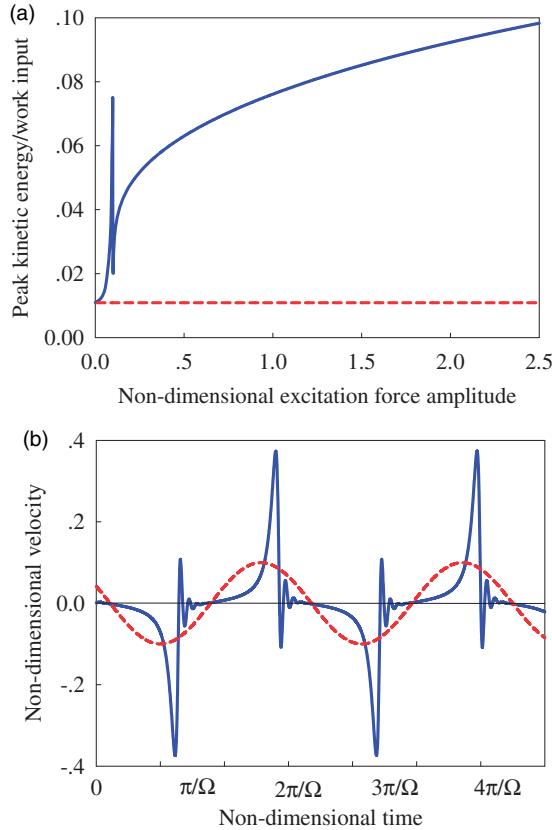 (a)
Peak kinetic energy/work input
.10
.08
.06
.04
.02
0.00
0.0 .5 1.0 1.5 2.0 2.5
Non-dimensional excitation force amplitude
(b)
Non-dimensional velocity
.4
.2
0.0
-.2
-.4
0 π/Ω 2π/Ω 3π/Ω 4π/Ω
Non-dimensional time